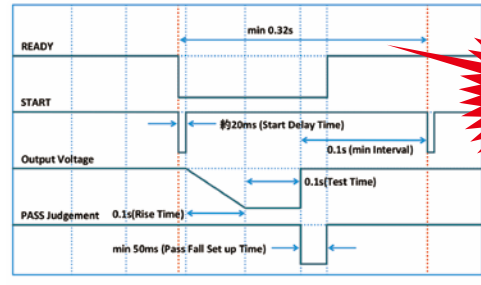 min 0.32s
READY
START
約20ms (Start Delay Time)
0.1s (min Interval)
Output Voltage
0.1s(Test Time)
PASS Judgement
0.1s(Rise Time)
min 50ms (Pass Fall Set up Time)